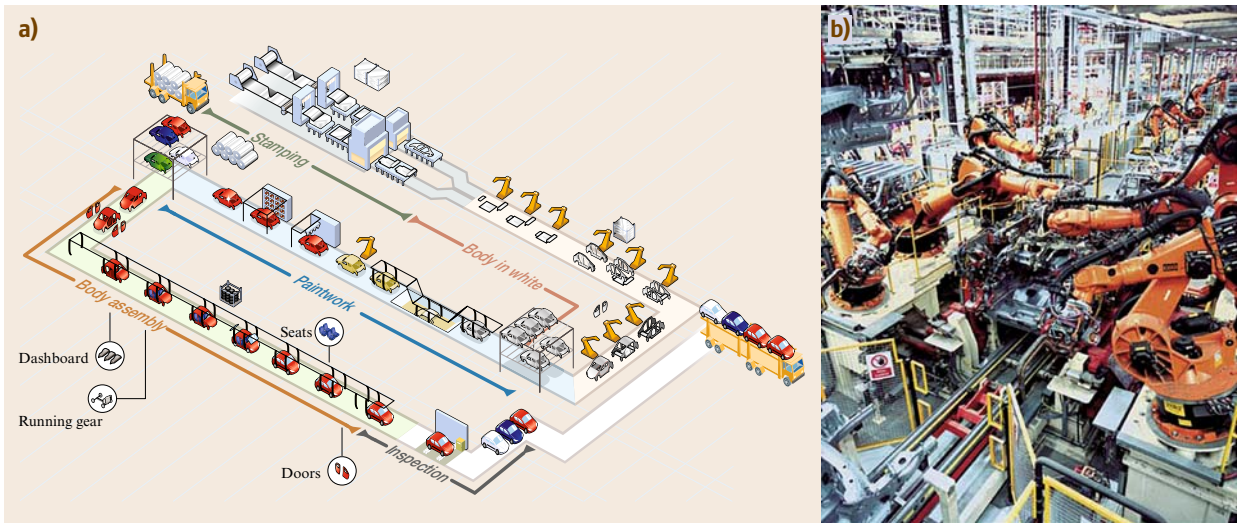 a)
b)
Stamping
Body in white
Paintwork
Body assembly
Seats
Dashboard
Running gear
Doors
Inspection